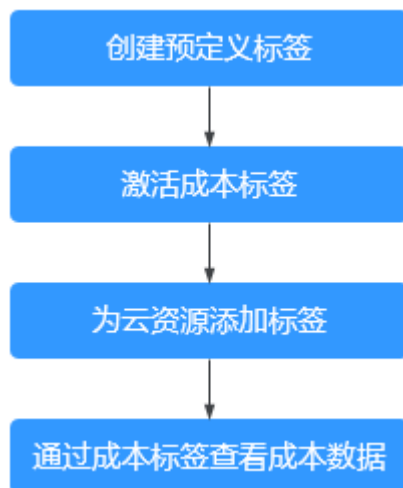 创建预定义标签
激活成本标签
为云资源添加标签
通过成本标签查看成本数据